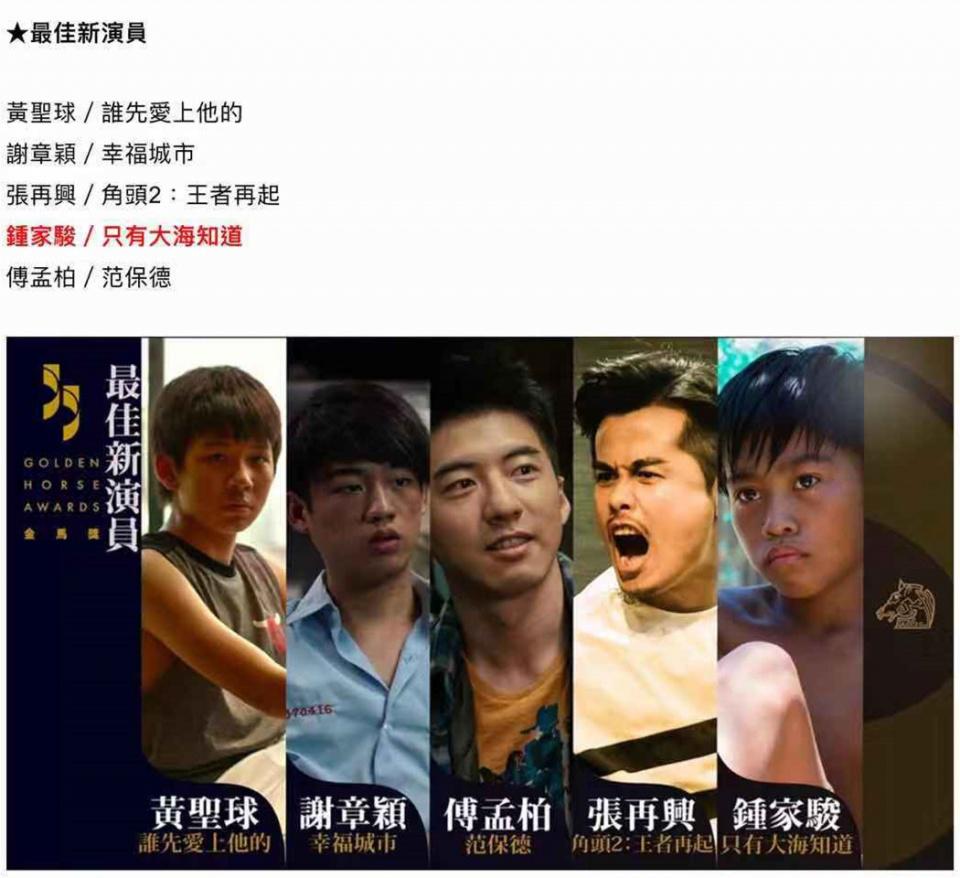 ★最佳新演員
黃聖球 / 誰先愛上他的
謝章穎 / 幸福城市
張再興 / 角頭2：王者再起
鍾家駿 / 只有大海知道
傅孟柏 / 范保德
GOLDEN
HORSE
AWARDS
金馬獎
最佳新演員
670416
黃聖球
誰先愛上他的
謝章穎
幸福城市
傅孟柏
范保德
張再興
角頭2：王者再起
鍾家駿
只有大海知道